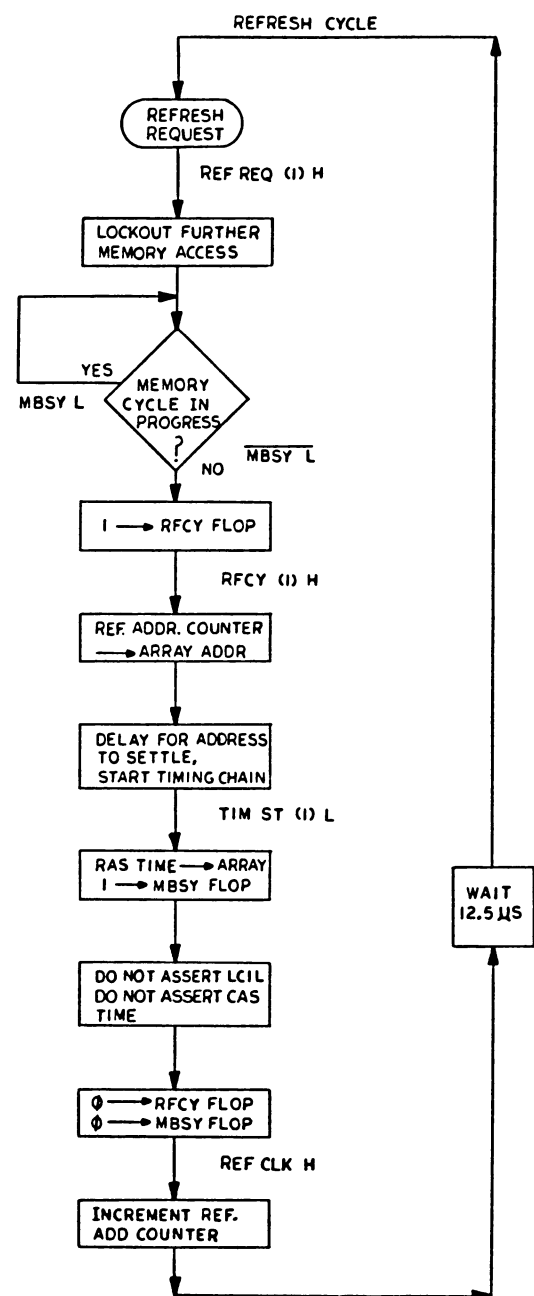 REFRESH CYCLE
REFRESH
REQUEST
REF REQ (1) H
LOCKOUT FURTHER
MEMORY ACCESS
YES
MBSY L
MEMORY
CYCLE IN
PROGRESS
?
NO
MBSY L
1 → RFCY FLOP
RFCY (1) H
REF. ADDR. COUNTER
→ ARRAY ADDR
DELAY FOR ADDRESS
TO SETTLE,
START TIMING CHAIN
TIM ST (1) L
RAS TIME → ARRAY
1 → MBSY FLOP
WAIT
12.5 µS
DO NOT ASSERT LCIL
DO NOT ASSERT CAS
TIME
Ø → RFCY FLOP
Ø → MBSY FLOP
REF CLK H
INCREMENT REF.
ADD COUNTER